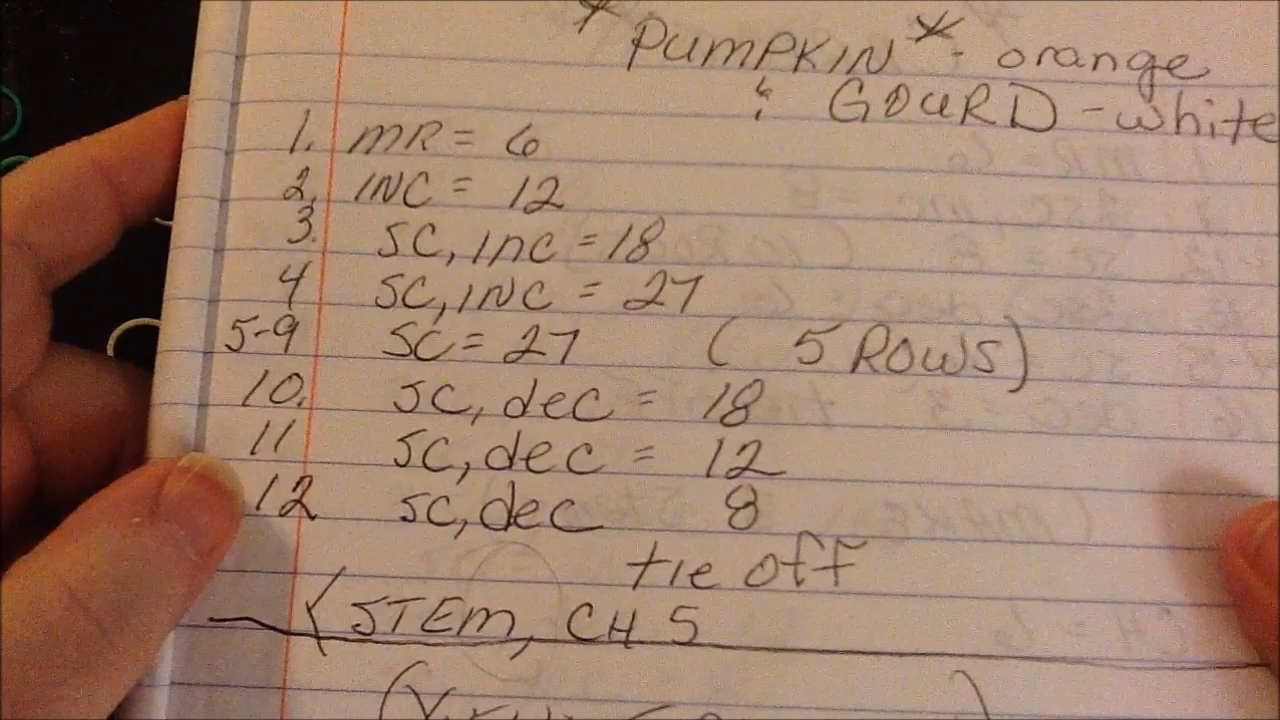 *PUMPKIN* - orange
& GOURD - white
1. MR = 6
2. INC = 12
3. SC, INC = 18
4 SC, INC = 27
5-9 SC = 27 ( 5 ROWS)
10. SC, dec = 18
11 SC, dec = 12
12 SC, dec 8
tie off
STEM, CH 5